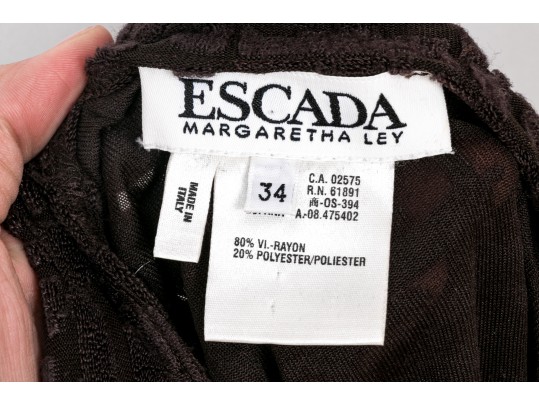 ESCADA
MARGARETHA LEY
MADE IN
ITALY
34
C.A. 02575
R.N. 61891
-OS-394
A.-08.475402
80% VI.-RAYON
20% POLYESTER/POLIESTER